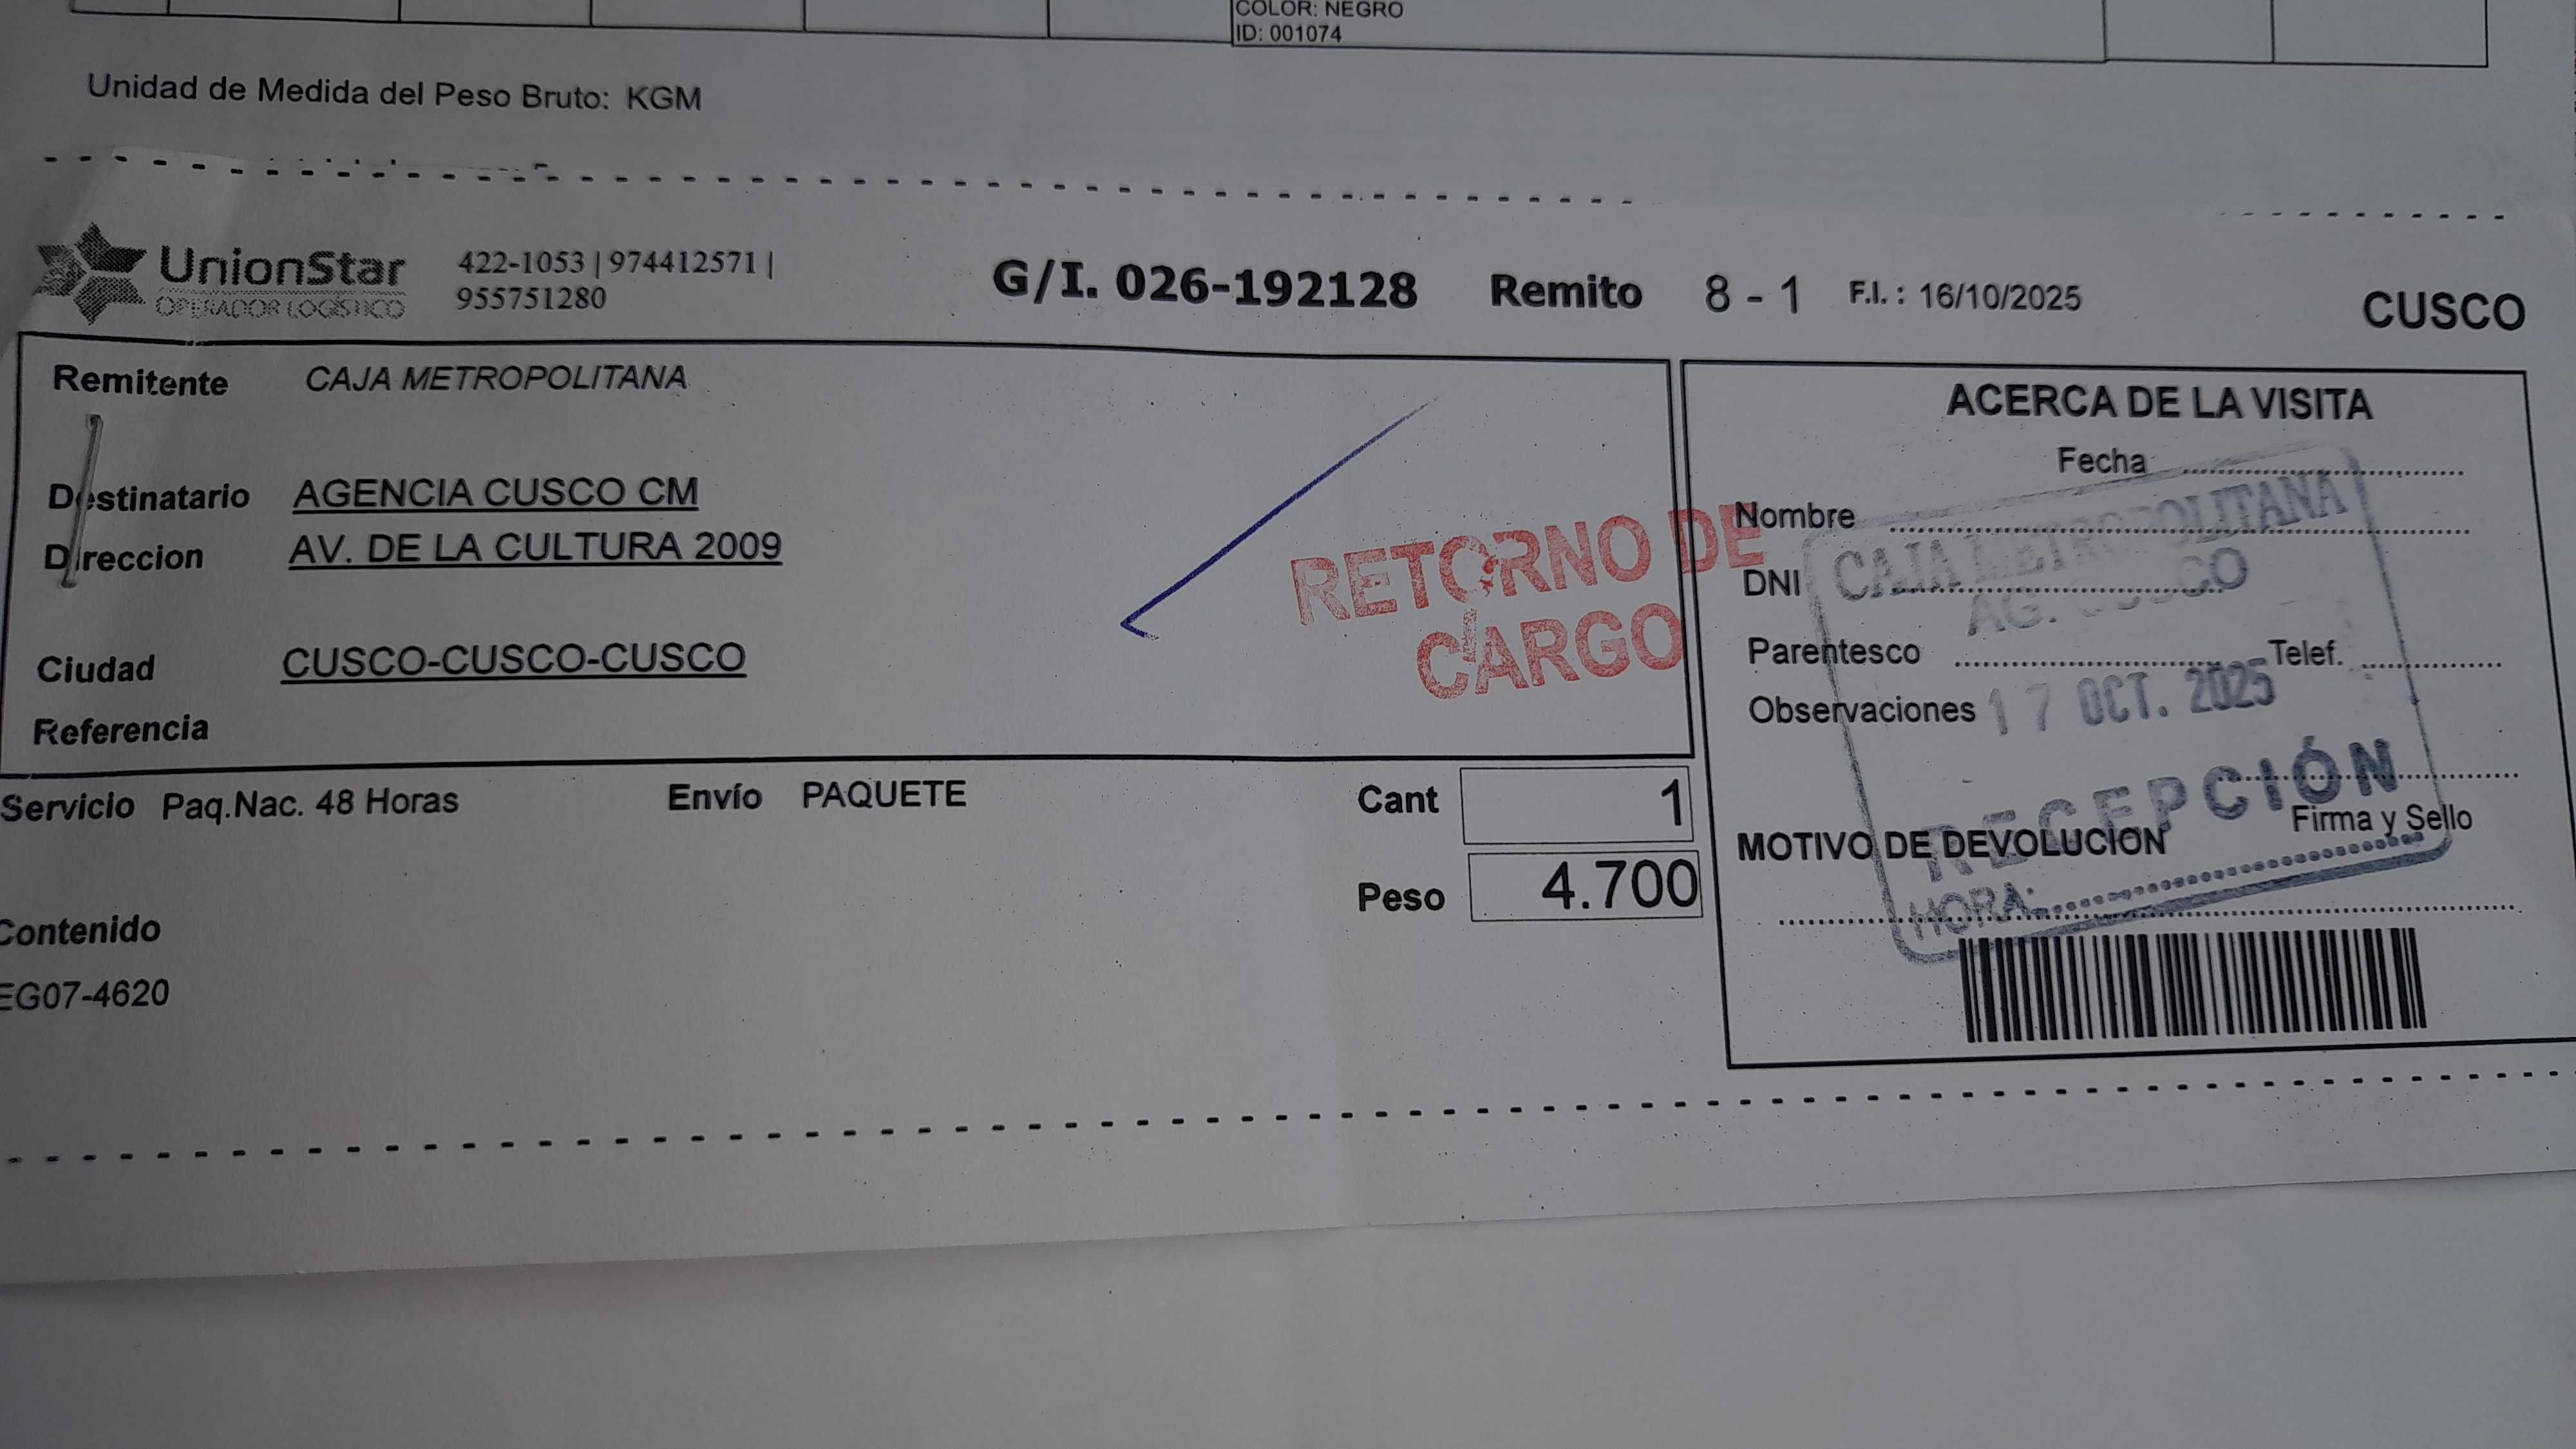 COLOR: NEGRO
ID: 001074
Unidad de Medida del Peso Bruto: KGM
UnionStar
OPERADOR LOGÍSTICO
422-1053 | 974412571 |
955751280
G/I. 026-192128 Remito 8 - 1 F.I. : 16/10/2025 CUSCO
Remitente CAJA METROPOLITANA
Destinatario AGENCIA CUSCO CM
Direccion AV. DE LA CULTURA 2009
Ciudad CUSCO-CUSCO-CUSCO
Referencia
RETORNO DE
CARGO
Servicio Paq.Nac. 48 Horas Envío PAQUETE Cant 1
Peso 4.700
Contenido
EG07-4620
ACERCA DE LA VISITA
Fecha
Nombre
DNI
Parentesco Telef.
Observaciones
Firma y Sello
MOTIVO DE DEVOLUCION
CAJA METROPOLITANA
AG. CUSCO
17 OCT. 2025
RECEPCIÓN
HORA: